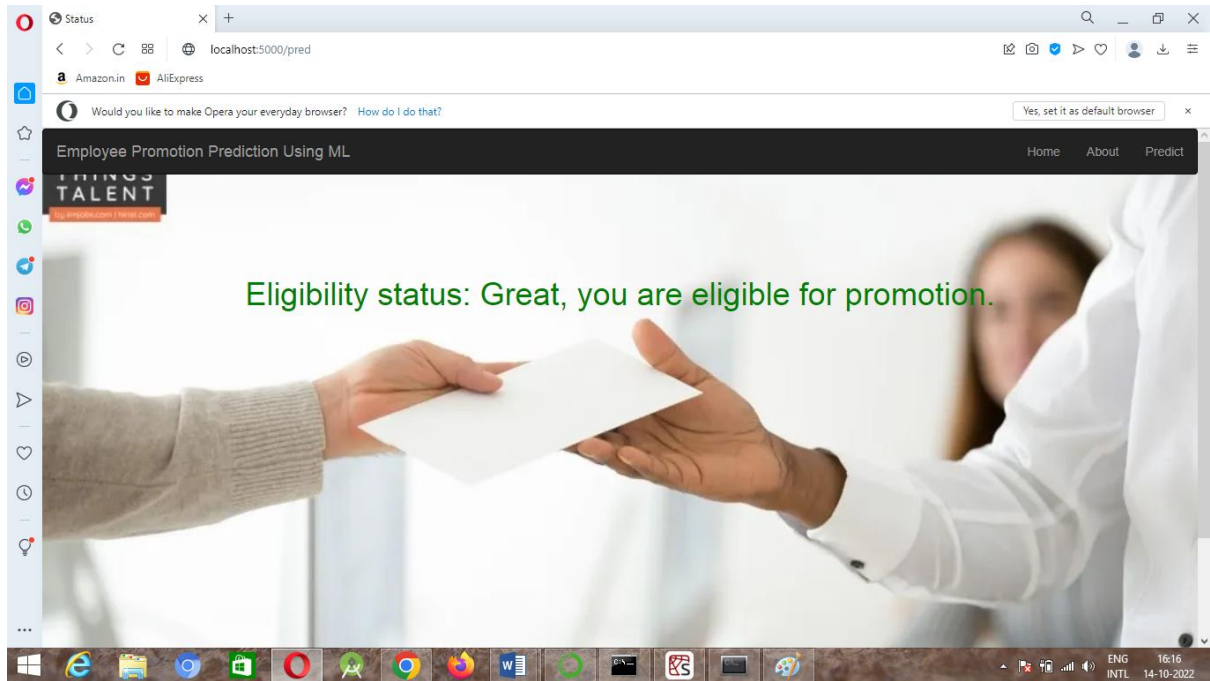 Status
localhost:5000/pred
Amazon.in AliExpress
Would you like to make Opera your everyday browser? How do I do that? Yes, set it as default browser
Employee Promotion Prediction Using ML Home About Predict
THINGS
TALENT
Eligibility status: Great, you are eligible for promotion.
ENG 16:16
INTL 14-10-2022